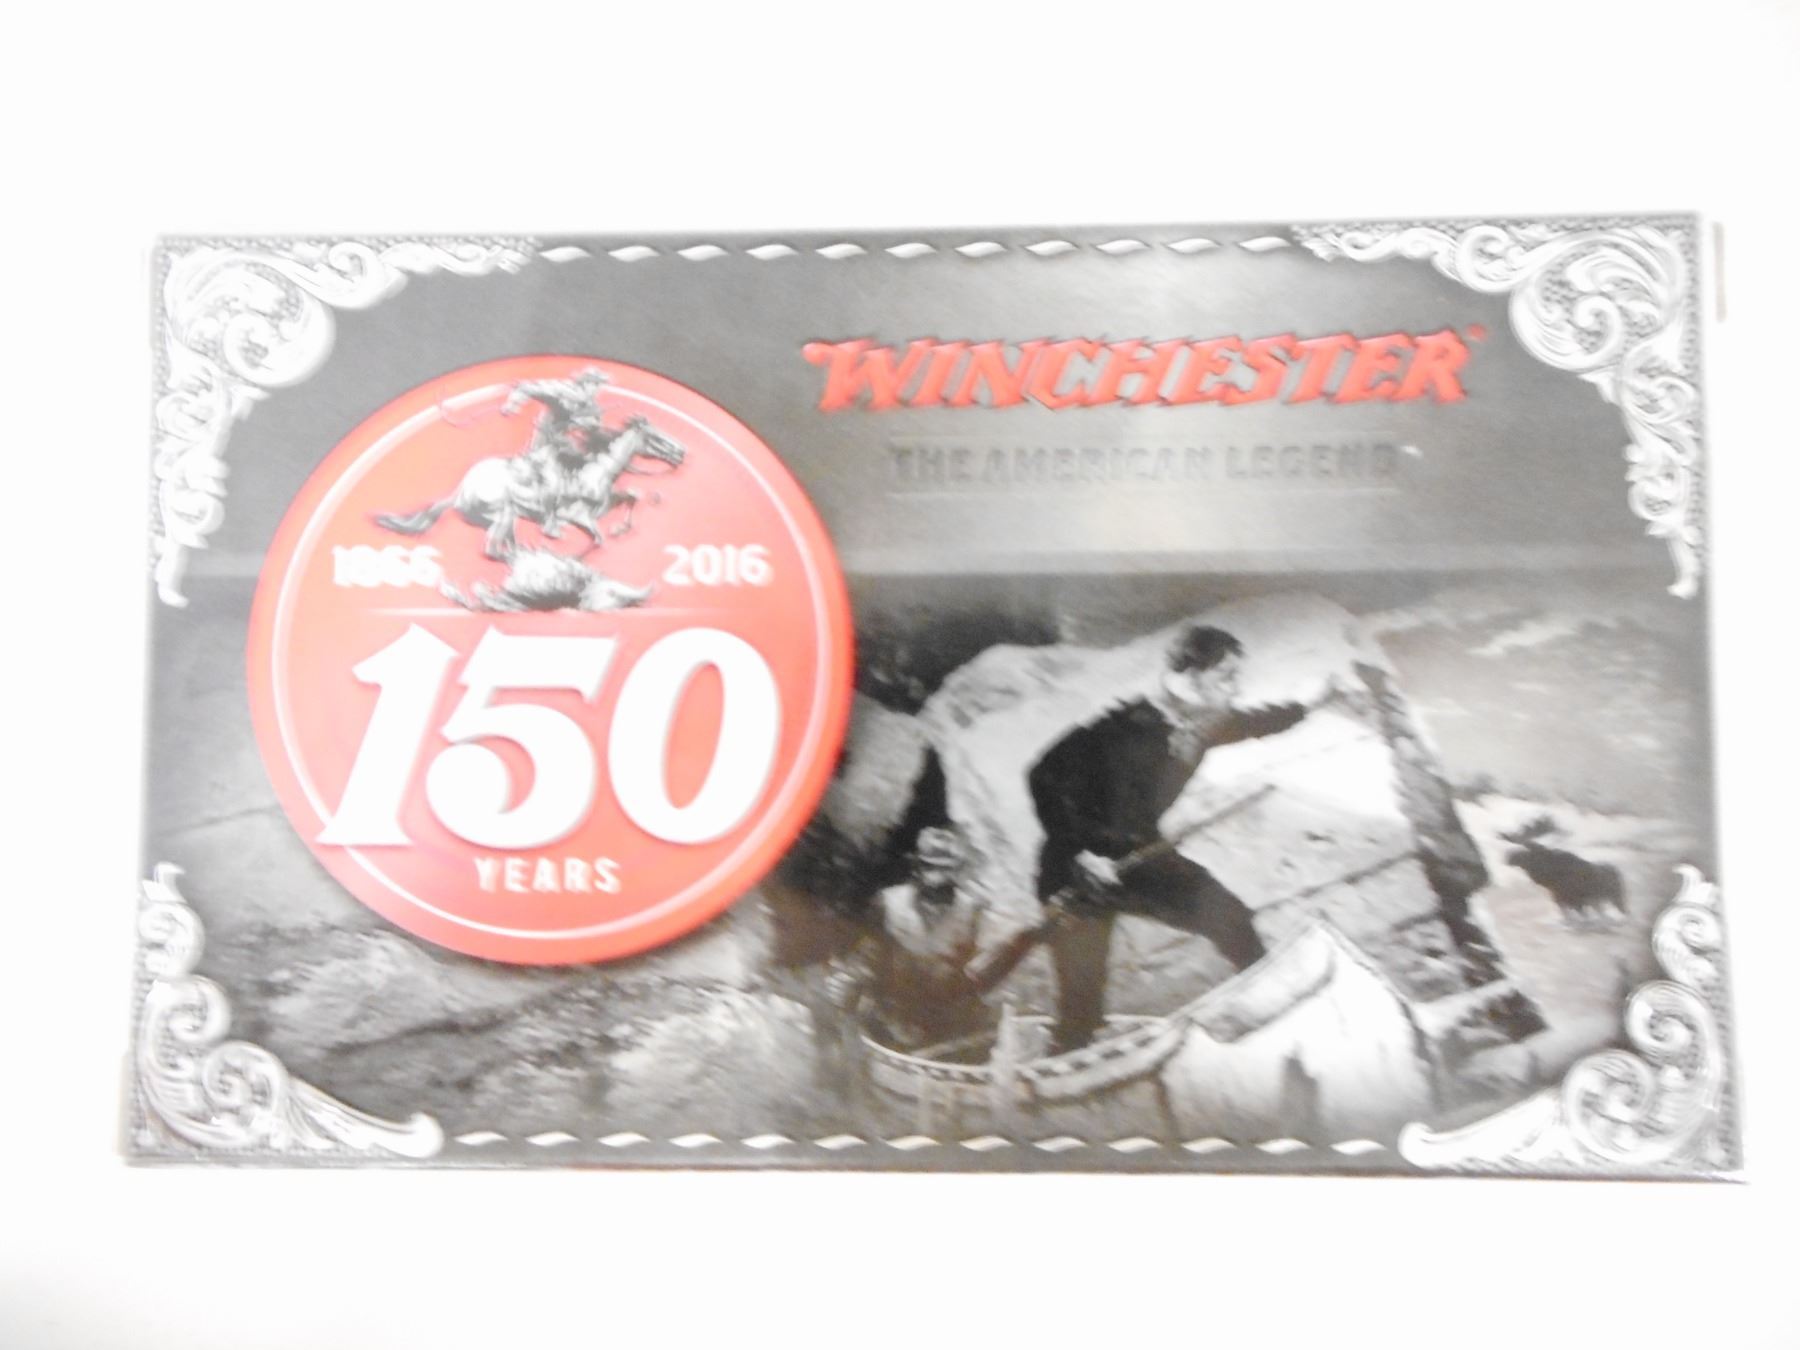 WINCHESTER®
THE AMERICAN LEGEND
1866 2016
150
YEARS